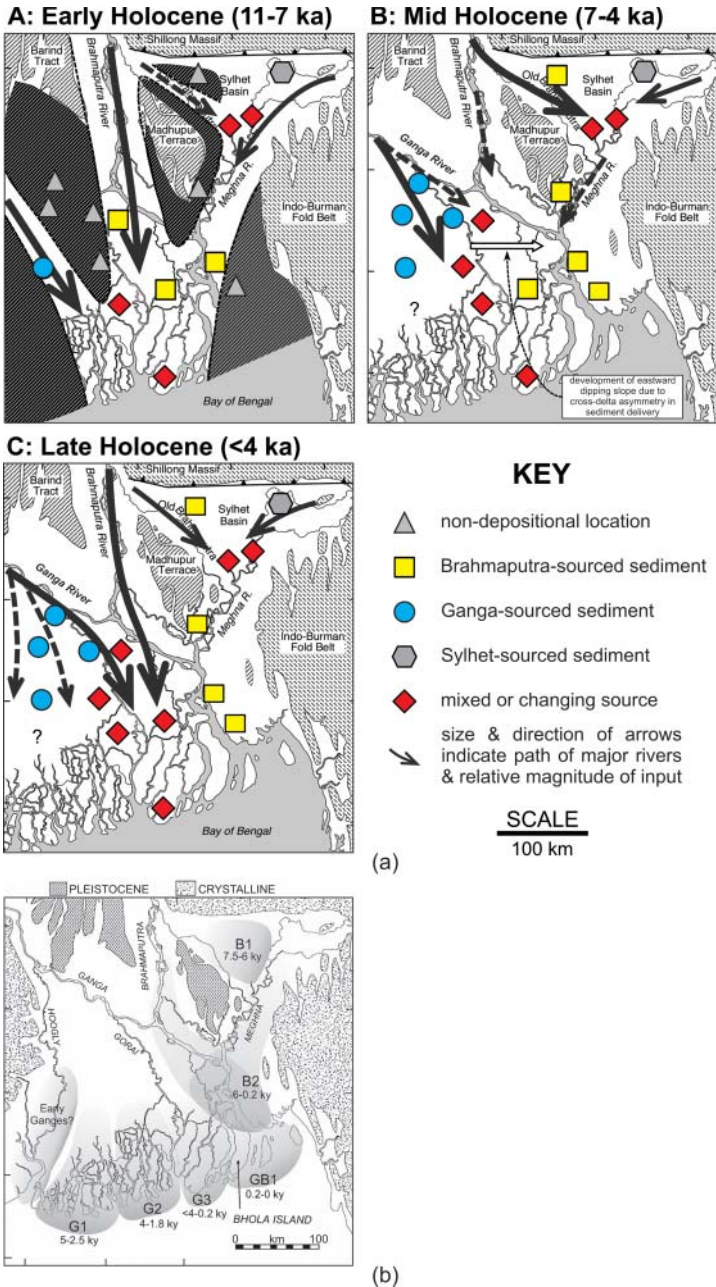 A: Early Holocene (11-7 ka)
Shillong Massif
Barind
Tract
Brahmaputra River
Sylhet
Basin
Madhupur
Terrace
Meghna R.
Indo-Burman
Fold Belt
Bay of Bengal
B: Mid Holocene (7-4 ka)
Shillong Massif
Barind
Tract
Brahmaputra River
Old Brahmaputra
Sylhet
Basin
Madhupur
Terrace
Ganga River
Meghna R.
Indo-Burman
Fold Belt
?
development of eastward
dipping slope due to
cross-delta asymmetry in
sediment delivery
Bay of Bengal
C: Late Holocene (<4 ka)
Shillong Massif
Barind
Tract
Brahmaputra River
Old Brahmaputra
Sylhet
Basin
Madhupur
Terrace
Ganga River
Meghna R.
Indo-Burman
Fold Belt
?
Bay of Bengal
KEY
non-depositional location
Brahmaputra-sourced sediment
Ganga-sourced sediment
Sylhet-sourced sediment
mixed or changing source
size & direction of arrows
indicate path of major rivers
& relative magnitude of input
SCALE
100 km
(a)
PLEISTOCENE CRYSTALLINE
BRAHMAPUTRA
B1
7.5-6 ky
GANGA
HOOGLY
MEGHNA
GORAI
B2
6-0.2 ky
Early
Ganges?
G1
5-2.5 ky
G2
4-1.8 ky
G3
<4-0.2 ky
GB1
0.2-0 ky
BHOLA ISLAND
0 km 100
(b)